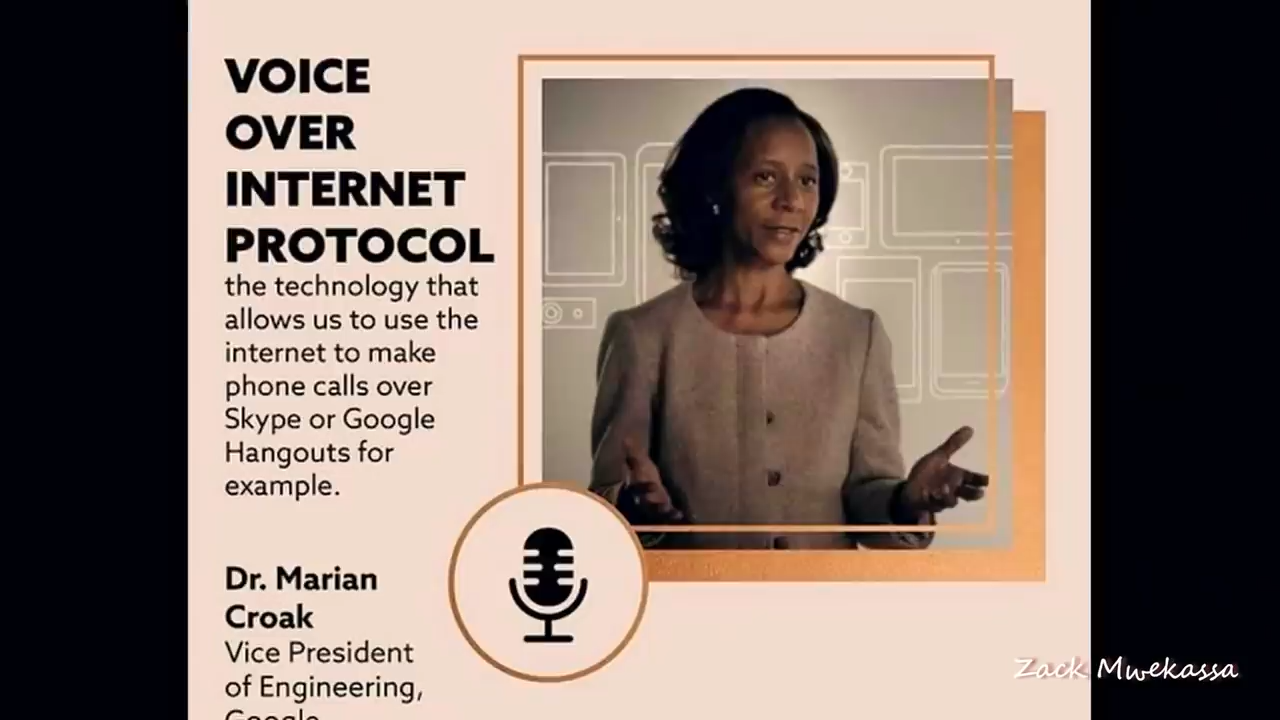 VOICE
OVER
INTERNET
PROTOCOL
the technology that
allows us to use the
internet to make
phone calls over
Skype or Google
Hangouts for
example.
Dr. Marian
Croak
Vice President
of Engineering,
Google
Zack Mwekassa